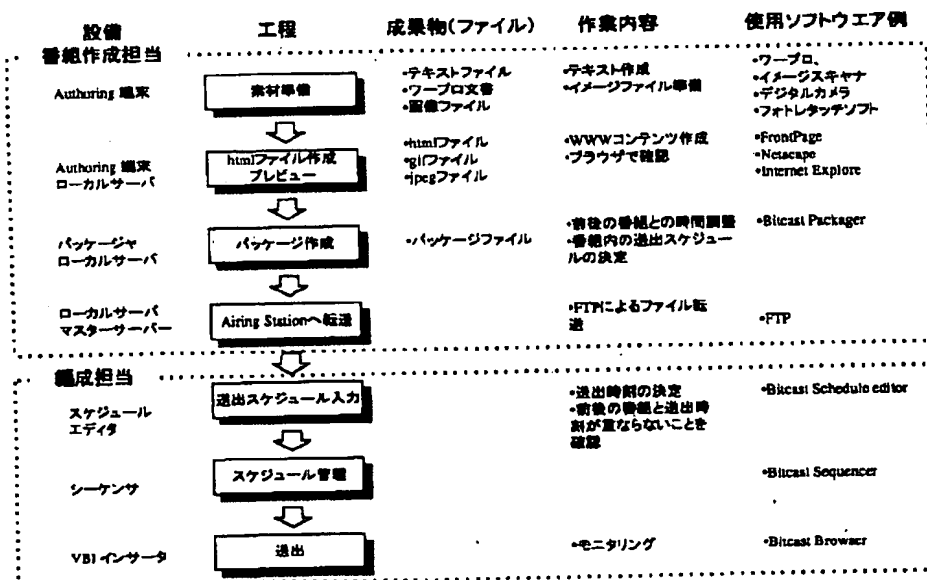 設備 工程 成果物(ファイル) 作業内容 使用ソフトウエア例
番組作成担当
Authoring 端末
素材準備
•テキストファイル
•ワープロ文書
•画像ファイル
•テキスト作成
•イメージファイル準備
•ワープロ、
•イメージスキャナ
•デジタルカメラ
•フォトレタッチソフト
Authoring 端末
ローカルサーバ
htmlファイル作成
プレビュー
•htmlファイル
•gifファイル
•jpegファイル
•WWWコンテンツ作成
•ブラウザで確認
•FrontPage
•Netscape
•Internet Explore
パッケージャ
ローカルサーバ
パッケージ作成
•パッケージファイル
•前後の番組との時間調整
•番組内の送出スケジュー
ルの決定
•Bitcast Packager
ローカルサーバ
マスターサーバー
Airing Stationへ転送
•FTPによるファイル転
送
•FTP
編成担当
スケジュール
エディタ
送出スケジュール入力
•送出時刻の決定
•前後の番組と送出時
刻が重ならないことを
確認
•Bitcast Schedule editor
シーケンサ
スケジュール管理
•Bitcast Sequencer
VBIインサータ
送出
•モニタリング
•Bitcast Browser